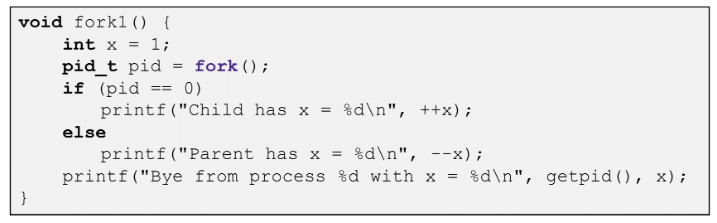 void fork1() {
    int x = 1;
    pid_t pid = fork();
    if (pid == 0)
        printf("Child has x = %d\n", ++x);
    else
        printf("Parent has x = %d\n", --x);
    printf("Bye from process %d with x = %d\n", getpid(), x);
}